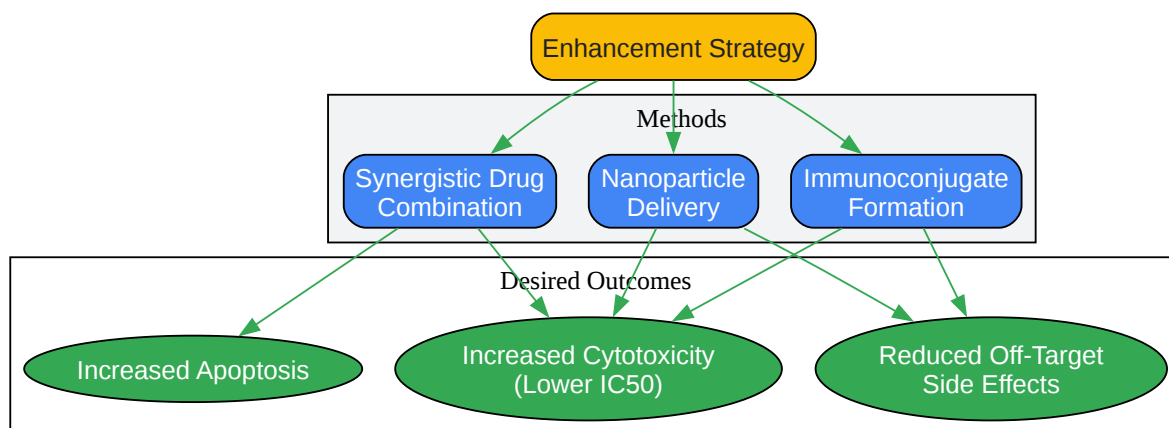 Enhancement Strategy
Methods
Synergistic Drug
Combination
Nanoparticle
Delivery
Immunoconjugate
Formation
Desired Outcomes
Increased Apoptosis
Increased Cytotoxicity
(Lower IC50)
Reduced Off-Target
Side Effects